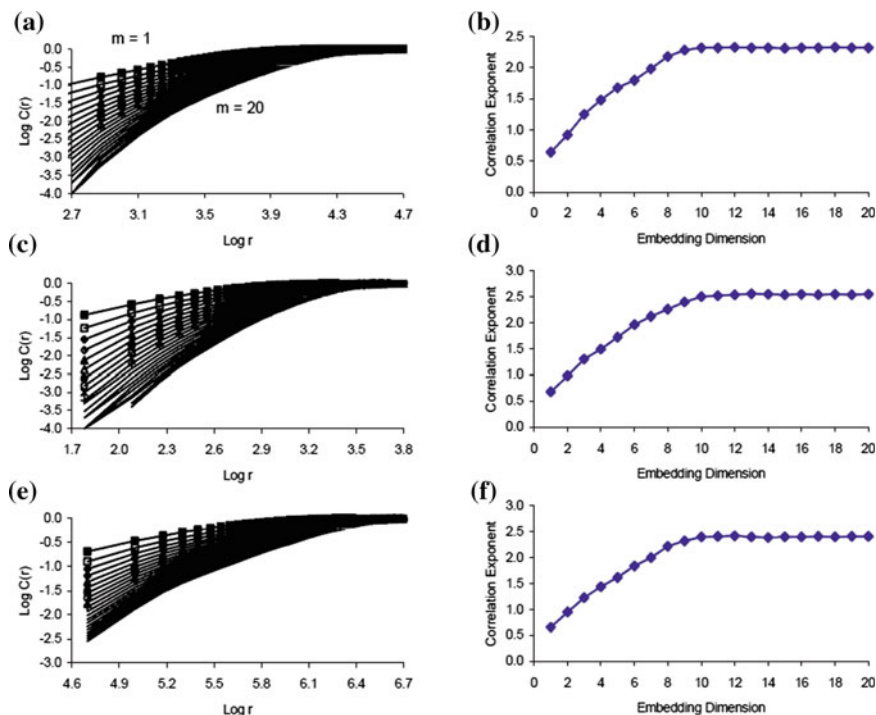 (a)
m = 1
m = 20
Log C(r)
0.0
-0.5
-1.0
-1.5
-2.0
-2.5
-3.0
-3.5
-4.0
2.7 3.1 3.5 3.9 4.3 4.7
Log r
(b)
Correlation Exponent
2.5
2.0
1.5
1.0
0.5
0.0
0 2 4 6 8 10 12 14 16 18 20
Embedding Dimension
(c)
Log C(r)
0.0
-0.5
-1.0
-1.5
-2.0
-2.5
-3.0
-3.5
-4.0
1.7 2.0 2.3 2.6 2.9 3.2 3.5 3.8
Log r
(d)
Correlation Exponent
3.0
2.5
2.0
1.5
1.0
0.5
0.0
0 2 4 6 8 10 12 14 16 18 20
Embedding Dimension
(e)
Log C(r)
0.0
-0.5
-1.0
-1.5
-2.0
-2.5
-3.0
4.6 4.9 5.2 5.5 5.8 6.1 6.4 6.7
Log r
(f)
Correlation Exponent
3.0
2.5
2.0
1.5
1.0
0.5
0.0
0 2 4 6 8 10 12 14 16 18 20
Embedding Dimension